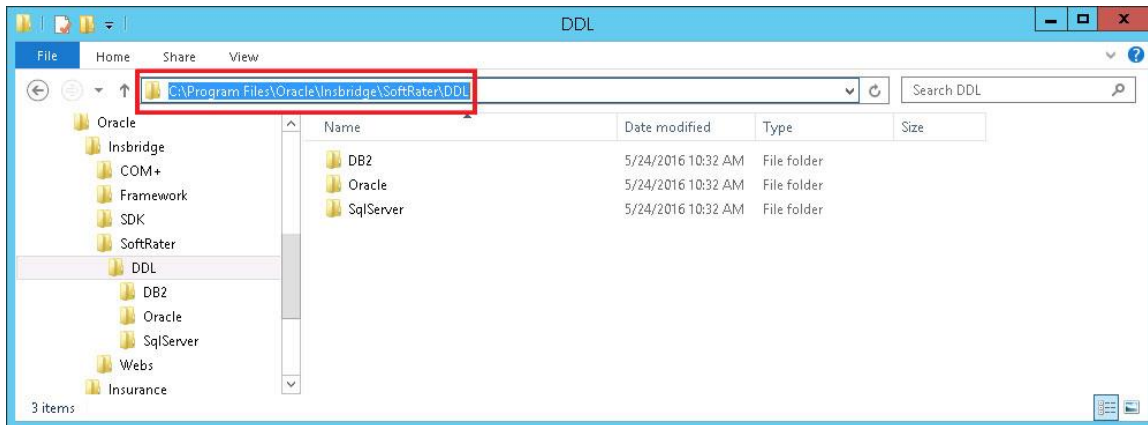 DDL
File Home Share View
C:\Program Files\Oracle\Insbridge\SoftRater\DDL
Search DDL
Oracle
Insbridge
COM+
Framework
SDK
SoftRater
DDL
DB2
Oracle
SqlServer
Webs
Insurance
Name Date modified Type Size
DB2 5/24/2016 10:32 AM File folder
Oracle 5/24/2016 10:32 AM File folder
SqlServer 5/24/2016 10:32 AM File folder
3 items